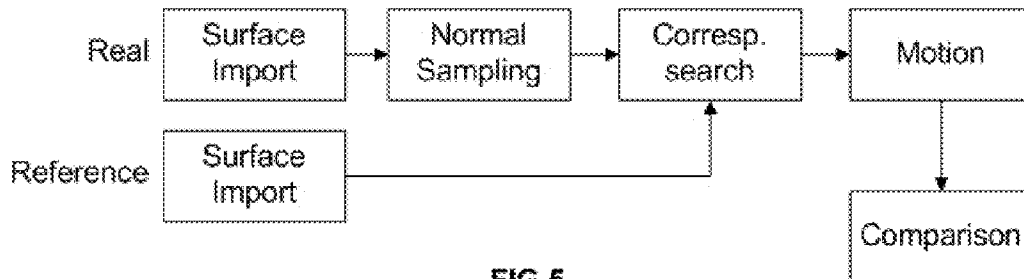 Real
Surface
Import
Normal
Sampling
Corresp.
search
Motion
Reference
Surface
Import
Comparison
FIG 5